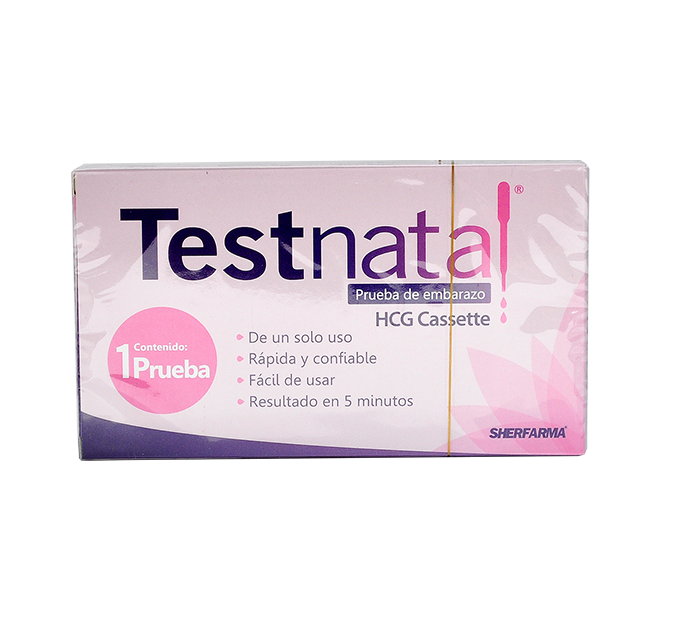 Testnatal®
Prueba de embarazo
HCG Cassette
Contenido:
1 Prueba
De un solo uso
Rápida y confiable
Fácil de usar
Resultado en 5 minutos
SHERFARMA®